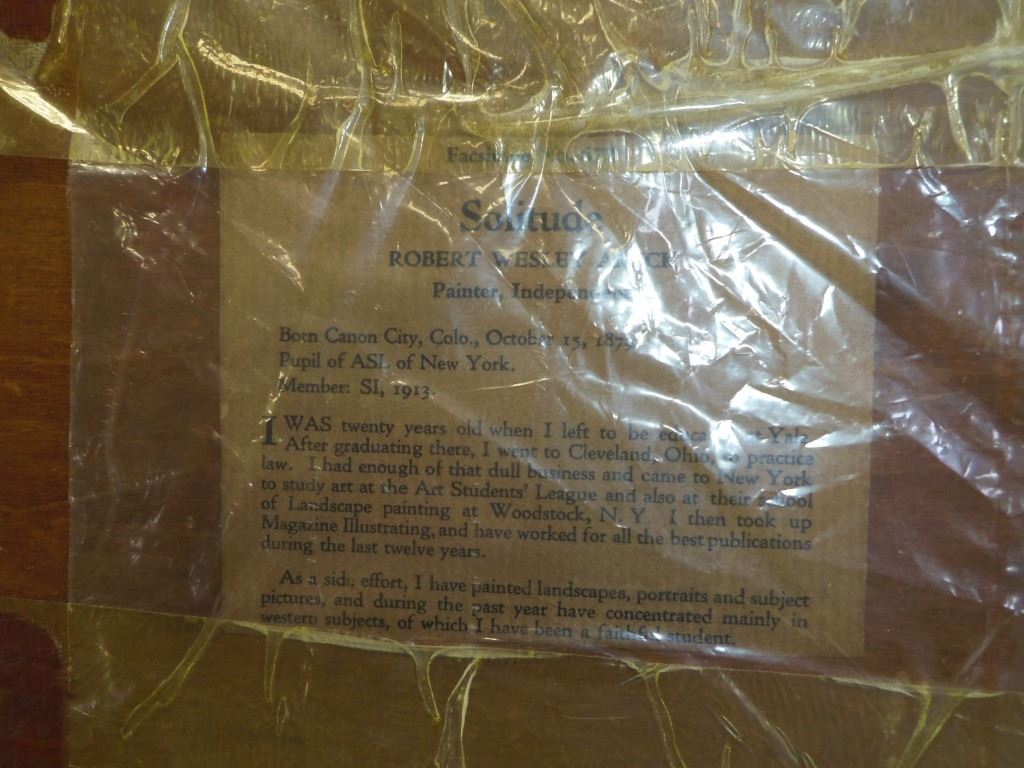 Solitude
ROBERT WESLEY AMICK
Painter, Independent
Born Canon City, Colo., October 15, 1879
Pupil of ASL of New York.
Member: SI, 1913.
I WAS twenty years old when I left to be educated at Yale.
After graduating there, I went to Cleveland, Ohio, to practice
law. I had enough of that dull business and came to New York
to study art at the Art Students' League and also at their school
of Landscape painting at Woodstock, N. Y. I then took up
Magazine Illustrating, and have worked for all the best publications
during the last twelve years.
As a side effort, I have painted landscapes, portraits and subject
pictures, and during the past year have concentrated mainly in
western subjects, of which I have been a faithful student.